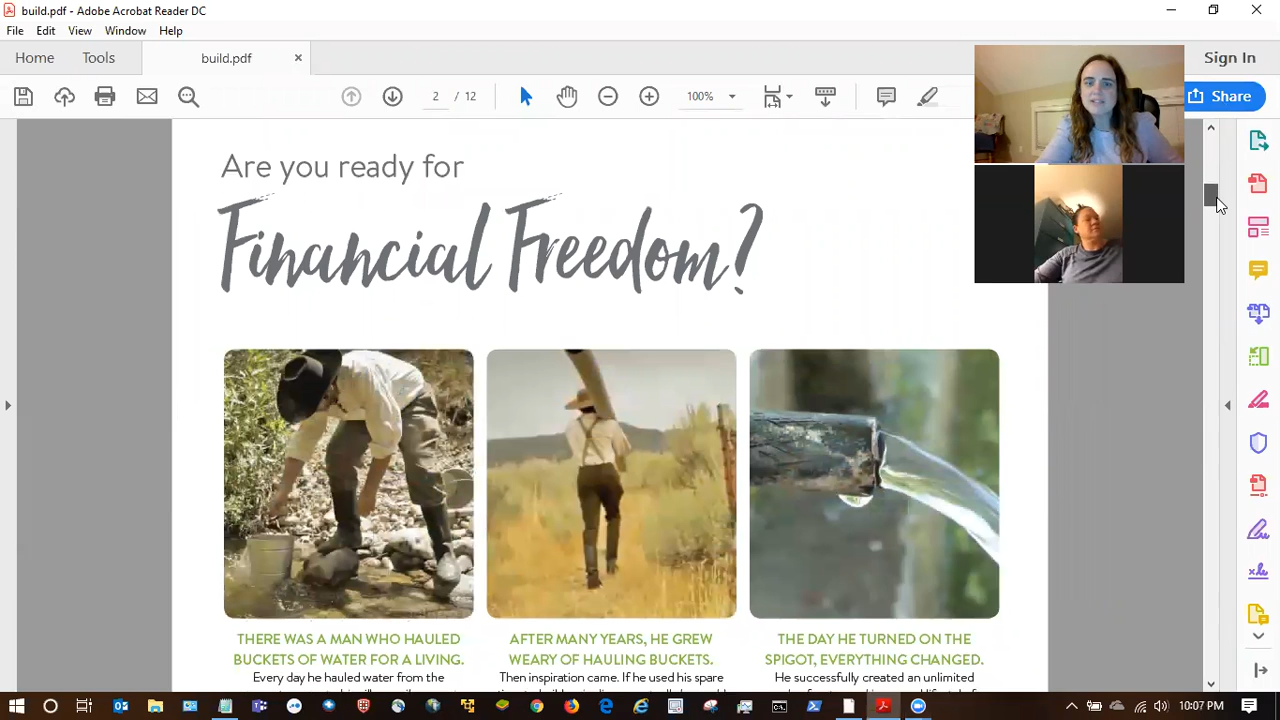 build.pdf - Adobe Acrobat Reader DC
File Edit View Window Help
Home Tools build.pdf Sign In
2 / 12 100% Share
Are you ready for
Financial Freedom?
THERE WAS A MAN WHO HAULED
BUCKETS OF WATER FOR A LIVING.
Every day he hauled water from the
AFTER MANY YEARS, HE GREW
WEARY OF HAULING BUCKETS.
Then inspiration came. If he used his spare
THE DAY HE TURNED ON THE
SPIGOT, EVERYTHING CHANGED.
He successfully created an unlimited
10:07 PM